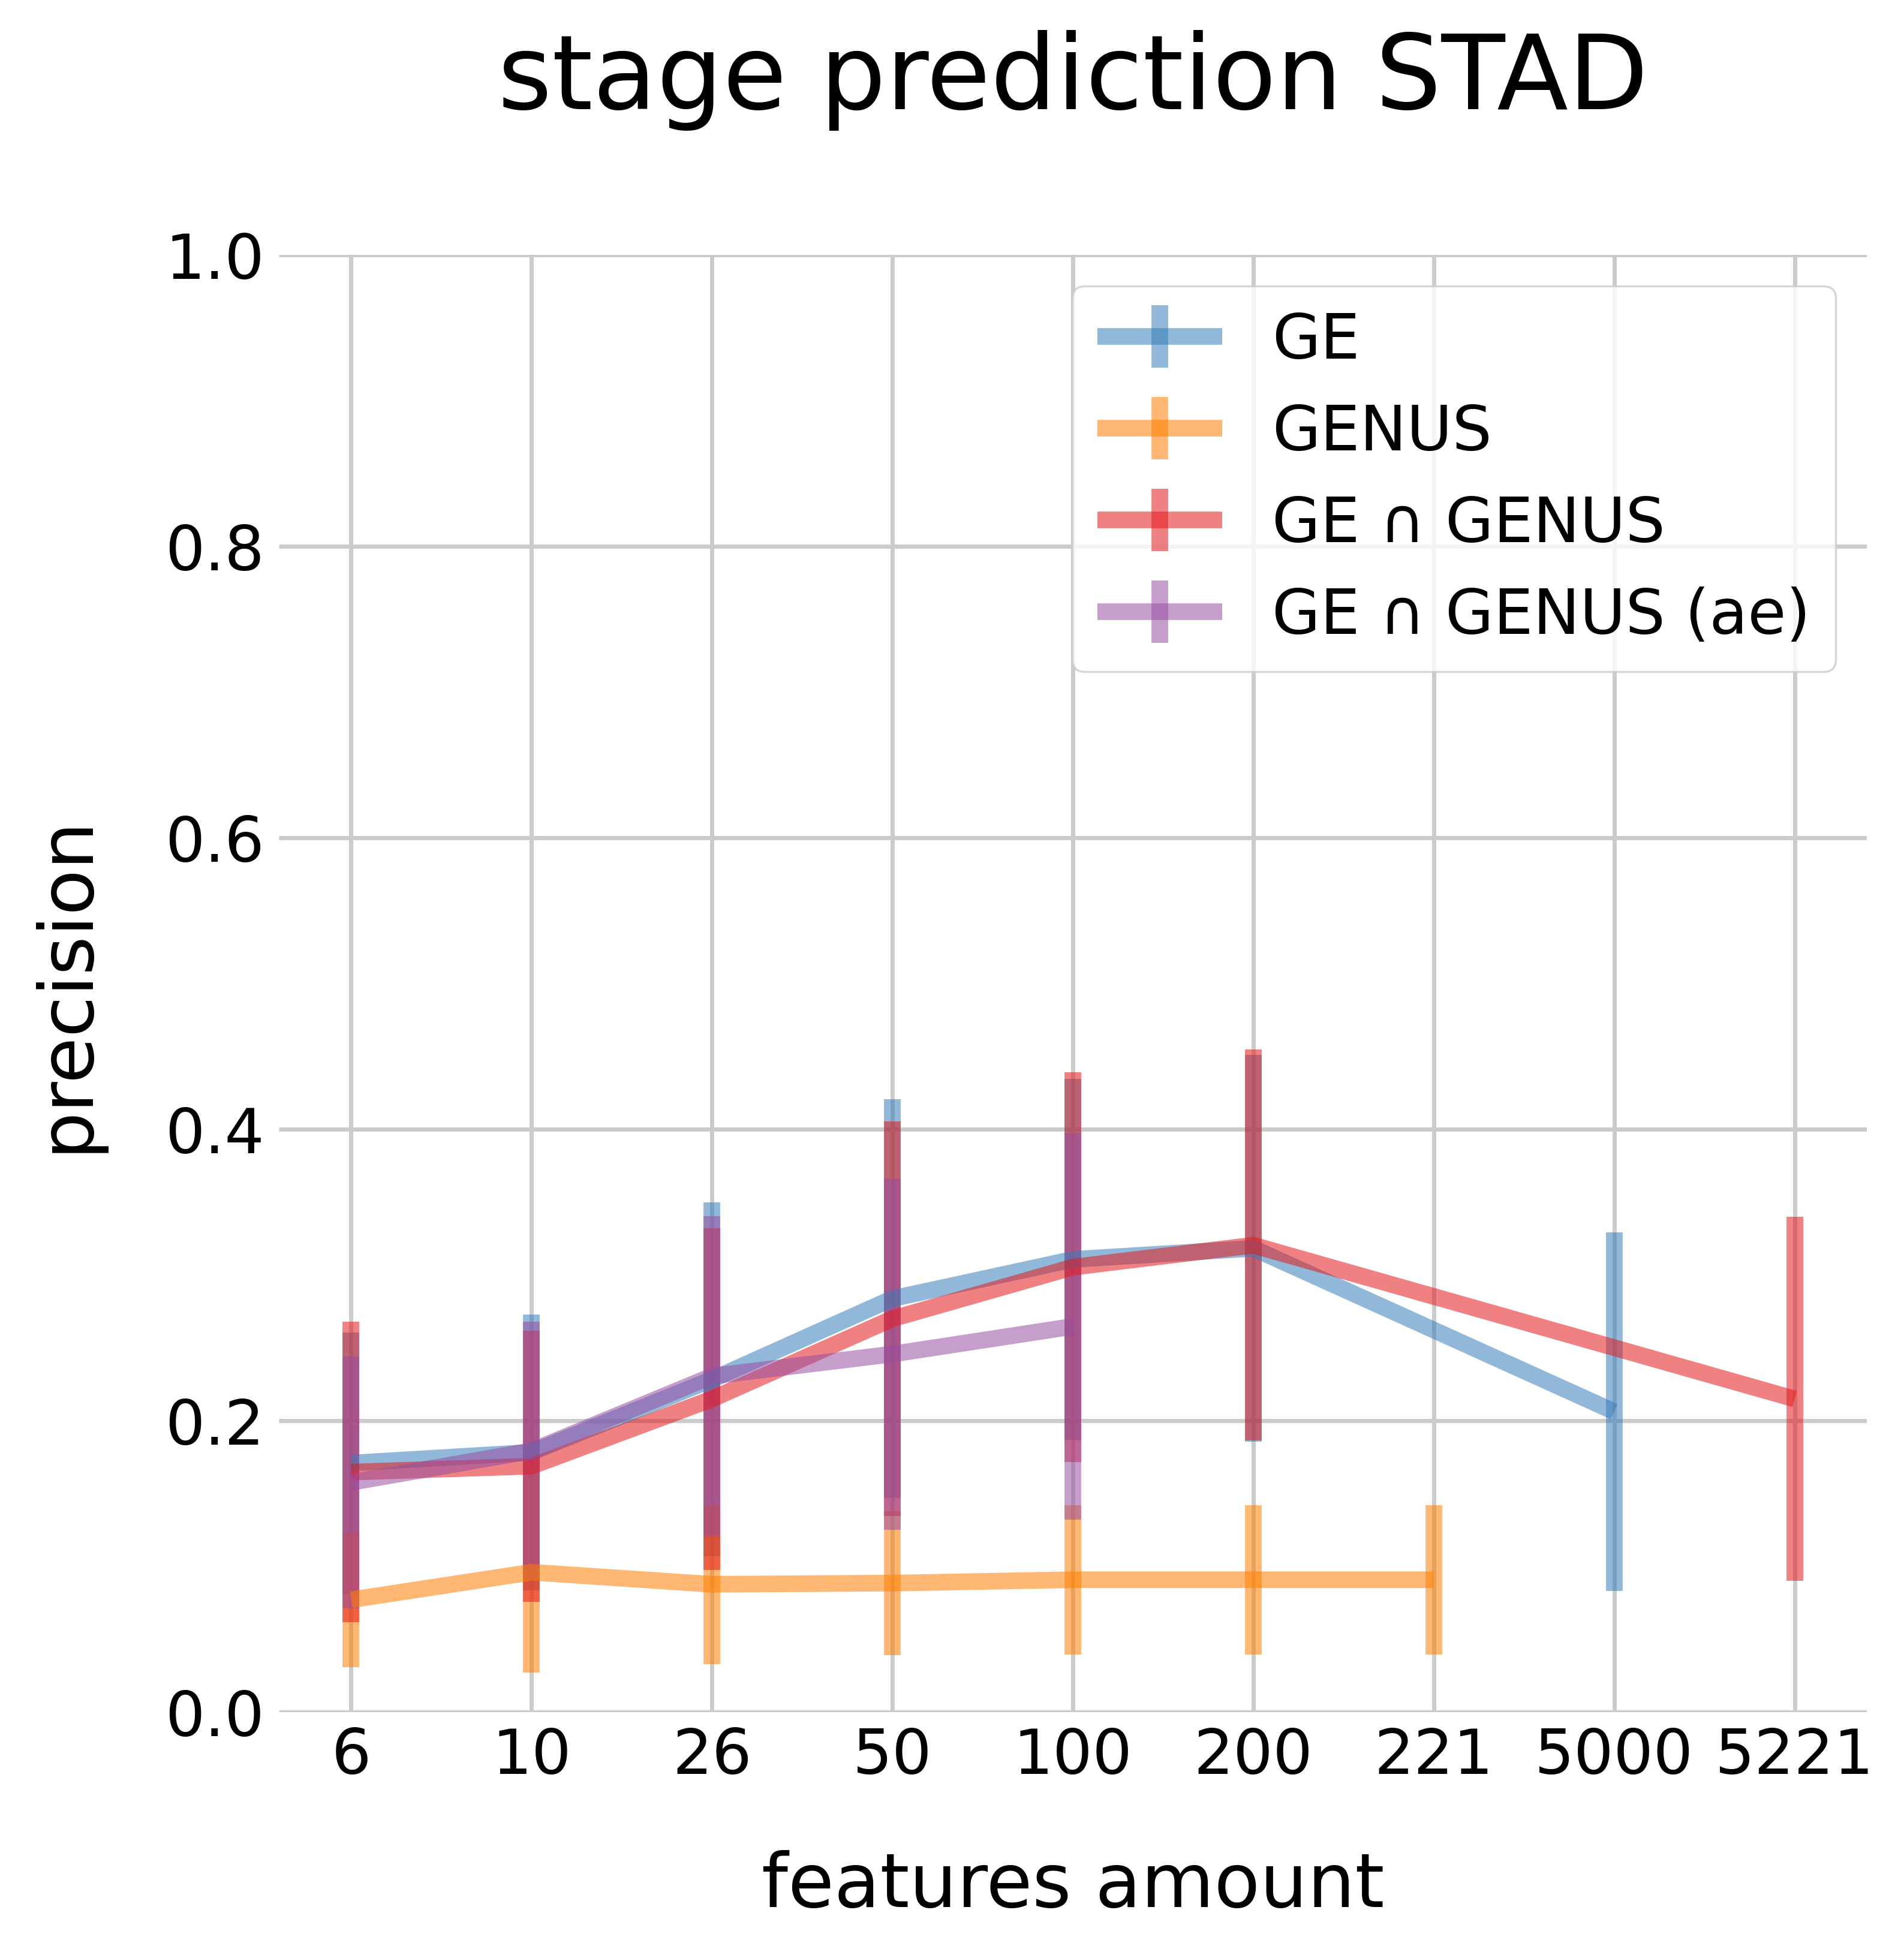 stage prediction STAD
1.0
0.8
0.6
0.4
0.2
0.0
precision
GE
GENUS
GE ∩ GENUS
GE ∩ GENUS (ae)
6 10 26 50 100 200 221 5000 5221
features amount